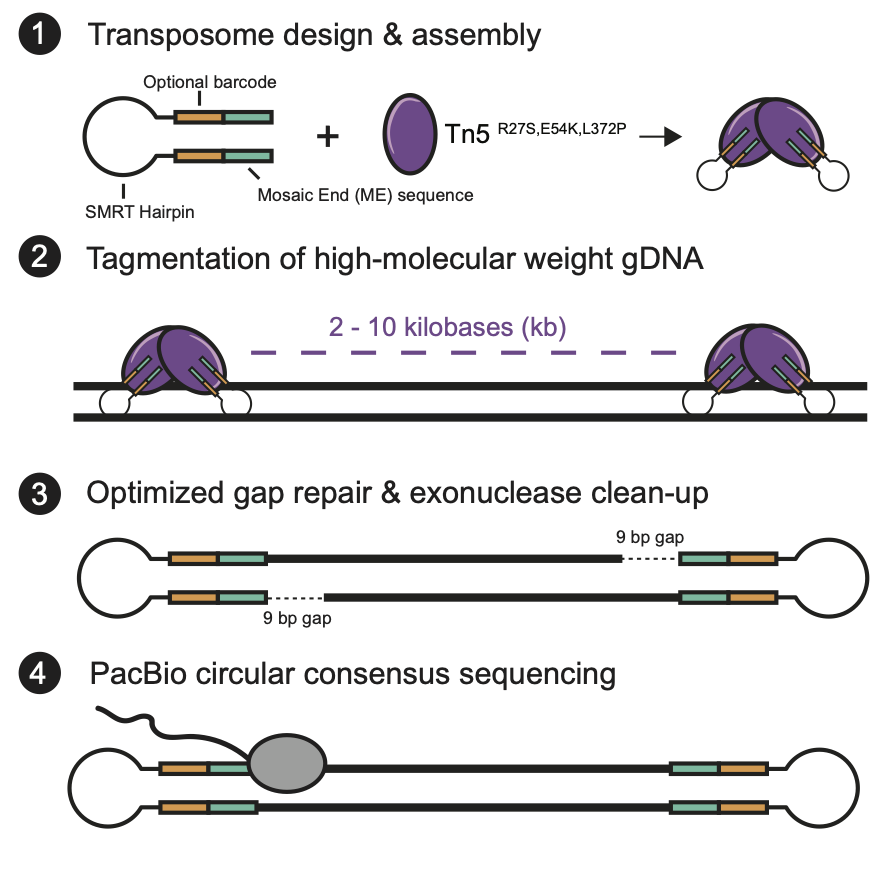 1 Transposome design & assembly
Optional barcode
+ Tn5 R27S,E54K,L372P
Mosaic End (ME) sequence
SMRT Hairpin
2 Tagmentation of high-molecular weight gDNA
2 - 10 kilobases (kb)
3 Optimized gap repair & exonuclease clean-up
9 bp gap
9 bp gap
4 PacBio circular consensus sequencing